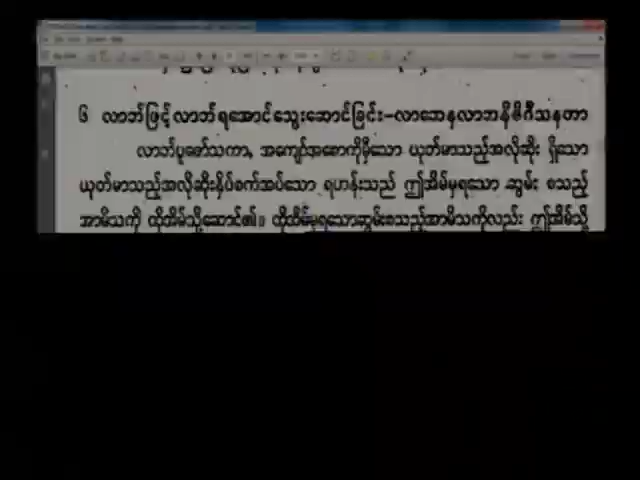 ၆ လာဘ်ဖြင့်လာဘ်ရအောင်သွေးဆောင်ခြင်း-လာဘေနလာဘနိဇိဂီသနတာ
လာဘ်ပူဇော်သကာ, အကျော်အစောကိုမှီသော ယုတ်မာသည့်အလိုဆိုး ရှိသော
ယုတ်မာသည့်အလိုဆိုးနှိပ်စက်အပ်သော ရဟန်းသည် ဤအိမ်မှရသော ဆွမ်း စသည့်
အာမိသကို ထိုအိမ်သို့ဆောင်၏။ ထိုအိမ်မှရသောဆွမ်းစသည့်အာမိသကိုလည်း ဤအိမ်သို့